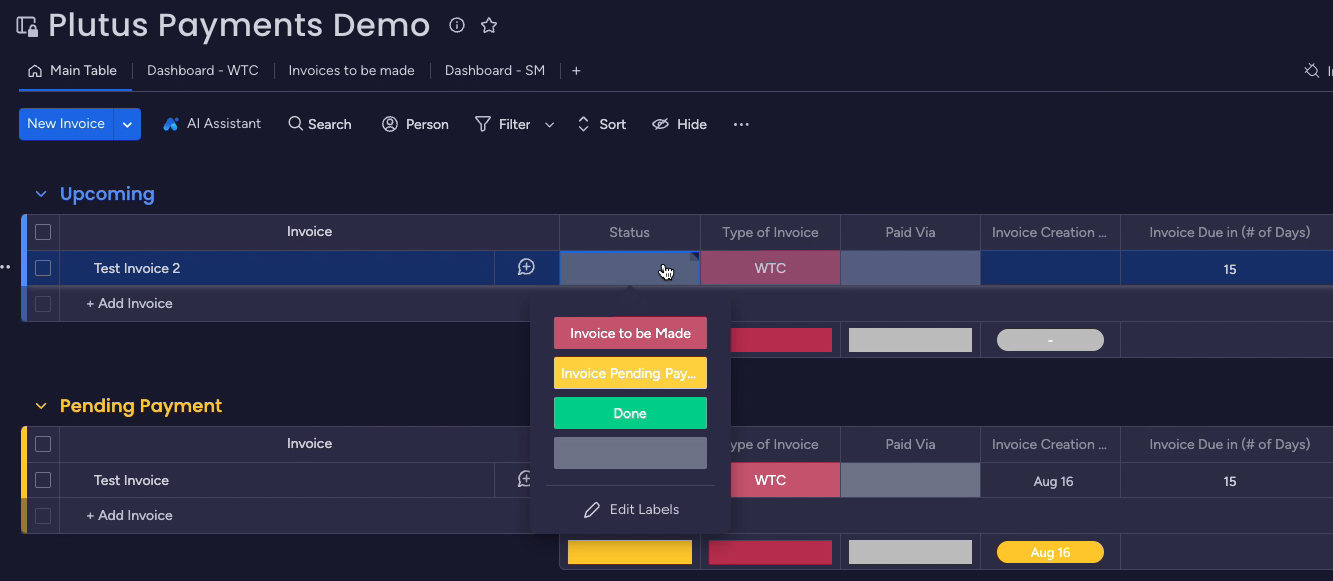 Plutus Payments Demo
Main Table Dashboard - WTC Invoices to be made Dashboard - SM +
New Invoice AI Assistant Search Person Filter Sort Hide ...
Upcoming
Invoice Status Type of Invoice Paid Via Invoice Creation ... Invoice Due in (# of Days)
Test Invoice 2 WTC 15
+ Add Invoice
Invoice to be Made
-
Invoice Pending Pay...
Pending Payment
Done
Invoice ype of Invoice Paid Via Invoice Creation ... Invoice Due in (# of Days)
Test Invoice WTC Aug 16 15
Edit Labels
+ Add Invoice
Aug 16